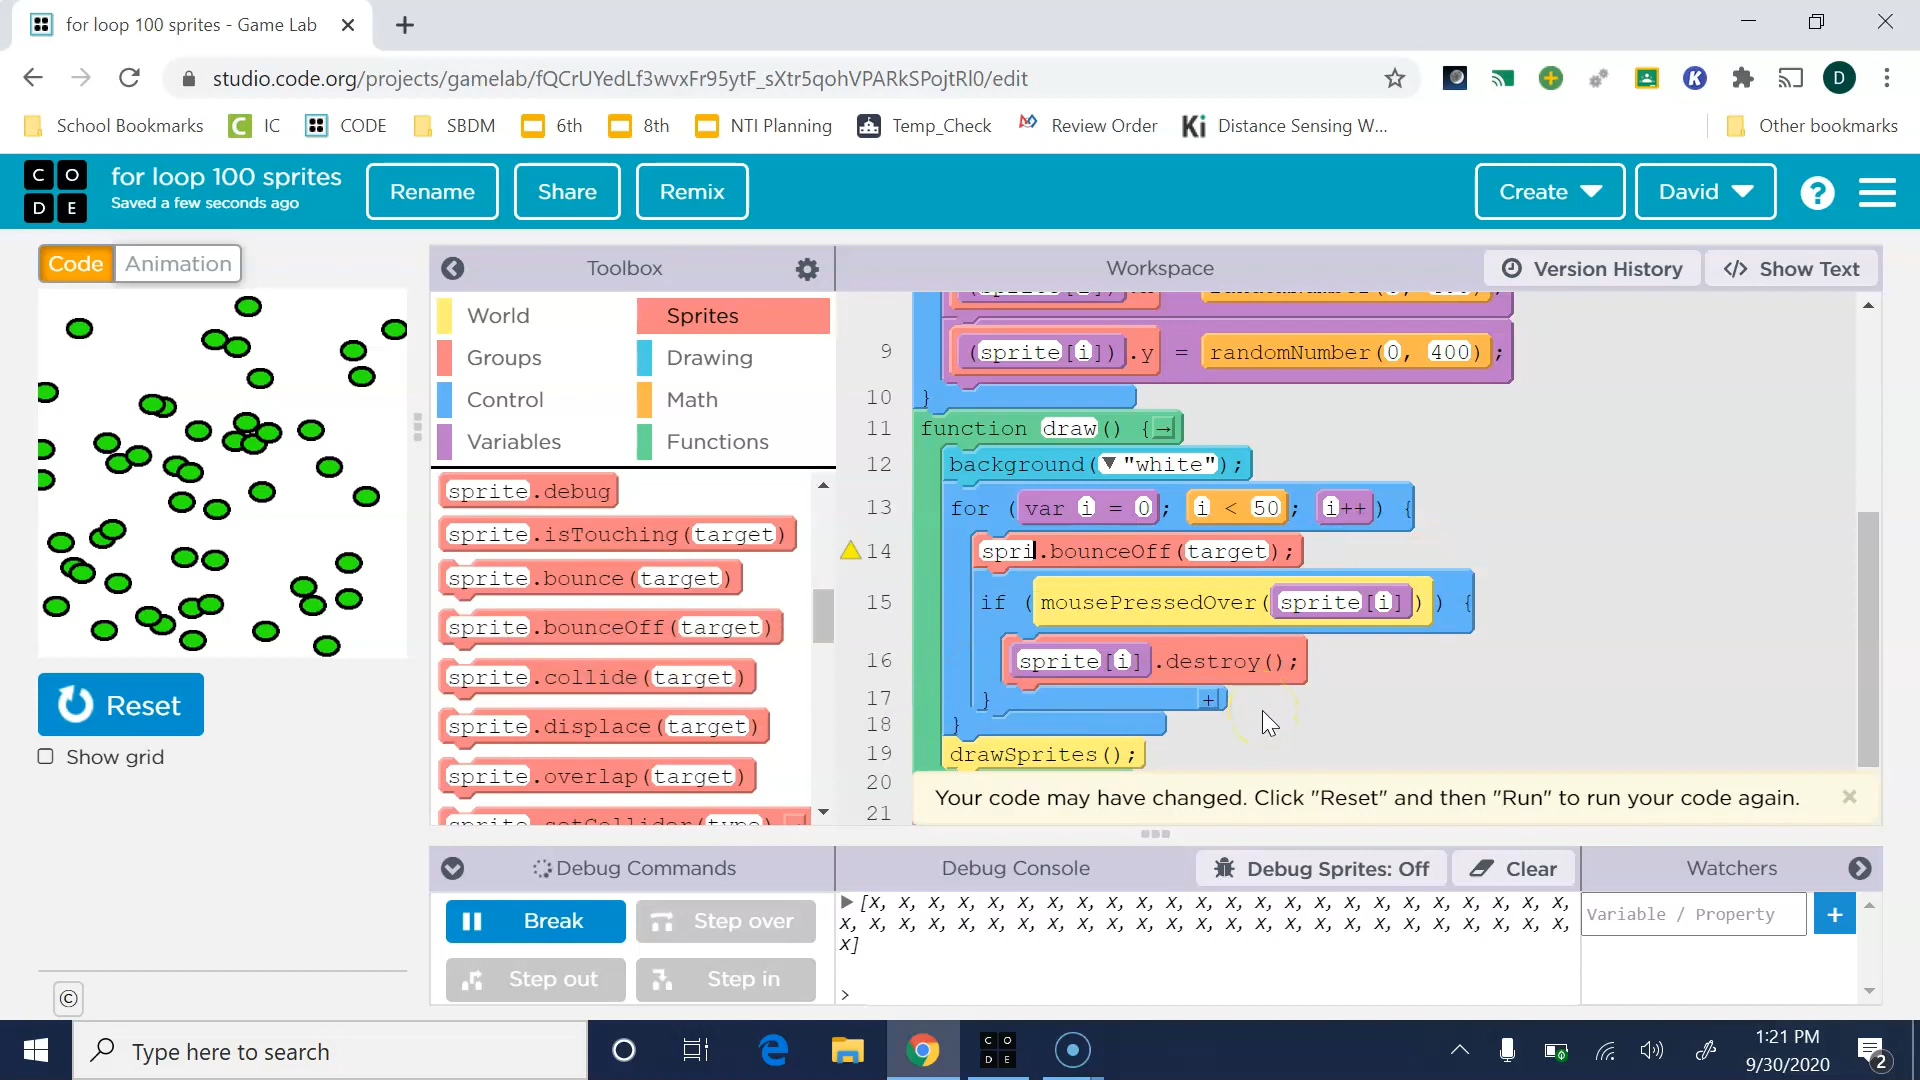 for loop 100 sprites - Game Lab
studio.code.org/projects/gamelab/fQCrUYedLf3wvxFr95ytF_sXtr5qohVPARkSPojtRl0/edit
D
School Bookmarks IC CODE SBDM 6th 8th NTI Planning Temp_Check Review Order Distance Sensing W... Other bookmarks
C O
D E
for loop 100 sprites
Saved a few seconds ago
Rename Share Remix Create David ?
Code Animation
Toolbox
Workspace
Version History
</> Show Text
World Sprites
Groups Drawing
Control Math
Variables Functions
sprite.debug
sprite.isTouching(target)
sprite.bounce(target)
sprite.bounceOff(target)
sprite.collide(target)
sprite.displace(target)
sprite.overlap(target)
sprite.setCollider(type)
9 (sprite[i]).y = randomNumber(0, 400);
10 }
11 function draw() {→
12 background(▼"white");
13 for (var i = 0; i < 50; i++) {
14 spri.bounceOff(target);
15 if (mousePressedOver(sprite[i])) {
16 sprite[i].destroy();
17 } +
18 }
19 drawSprites();
20
21
Your code may have changed. Click "Reset" and then "Run" to run your code again. ×
Reset
Show grid
©
Debug Commands
Break Step over
Step out Step in
Debug Console
Debug Sprites: Off
Clear
[X, X, X, X, X, X, X, X, X, X, X, X, X, X, X, X, X, X, X, X, X, X, X, X,
X, X, X, X, X, X, X, X, X, X, X, X, X, X, X, X, X, X, X, X, X, X, X, X, X,
X]
>
Watchers
Variable / Property
+
Type here to search
C O
D E
1:21 PM
9/30/2020
2